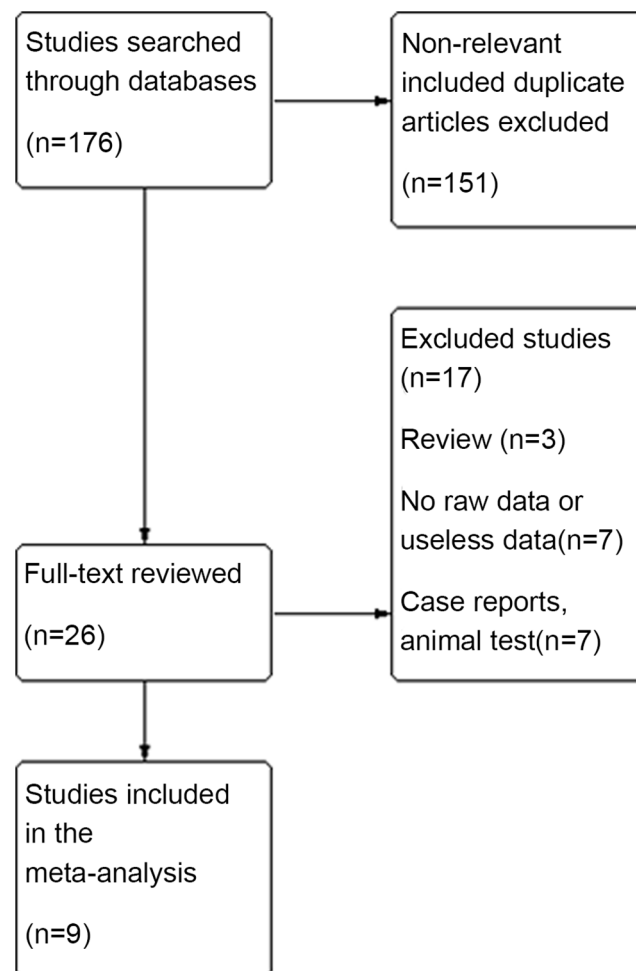 Studies searched
through databases
(n=176)
Non-relevant
included duplicate
articles excluded
(n=151)
Excluded studies
(n=17)
Review (n=3)
No raw data or
useless data(n=7)
Case reports,
animal test(n=7)
Full-text reviewed
(n=26)
Studies included
in the
meta-analysis
(n=9)